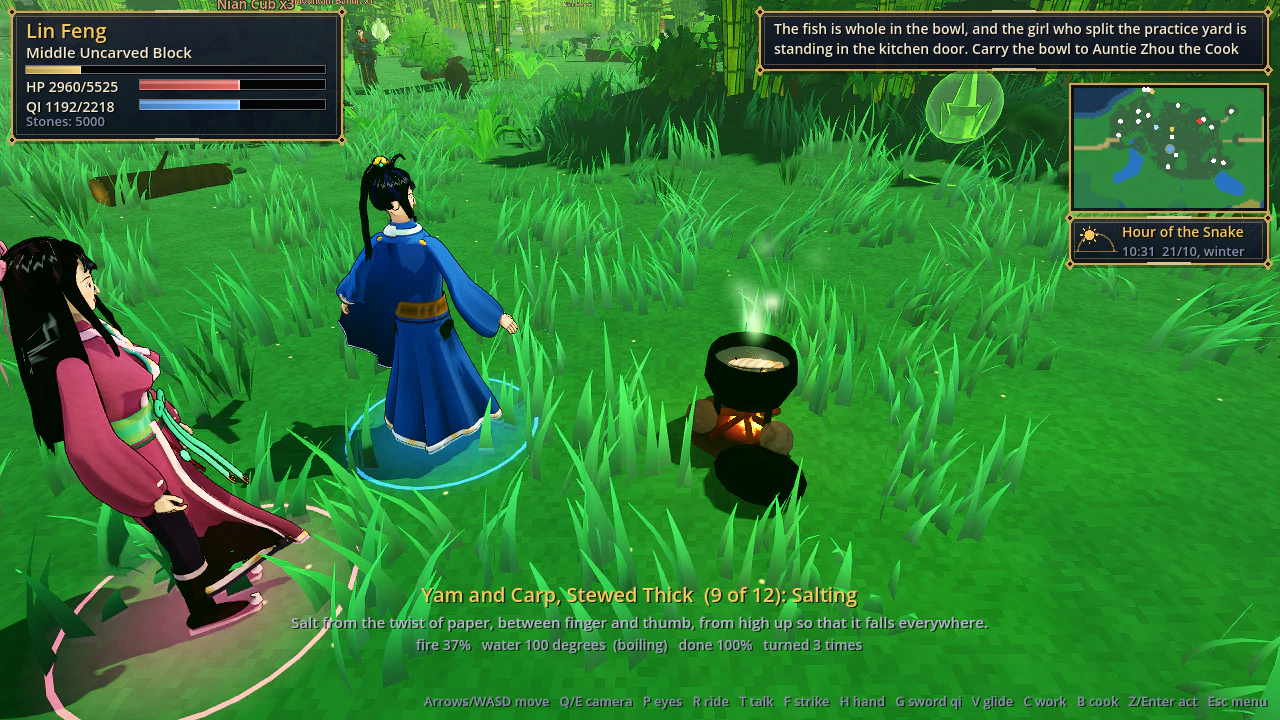 Nian Cub x3
Lin Feng
Middle Uncarved Block
HP 2960/5525
QI 1192/2218
Stones: 5000
The fish is whole in the bowl, and the girl who split the practice yard is
standing in the kitchen door. Carry the bowl to Auntie Zhou the Cook
Hour of the Snake
10:31 21/10, winter
Yam and Carp, Stewed Thick (9 of 12): Salting
Salt from the twist of paper, between finger and thumb, from high up so that it falls everywhere.
fire 37% water 100 degrees (boiling) done 100% turned 3 times
Arrows/WASD move Q/E camera P eyes R ride T talk F strike H hand G sword qi V glide C work B cook Z/Enter act Esc menu